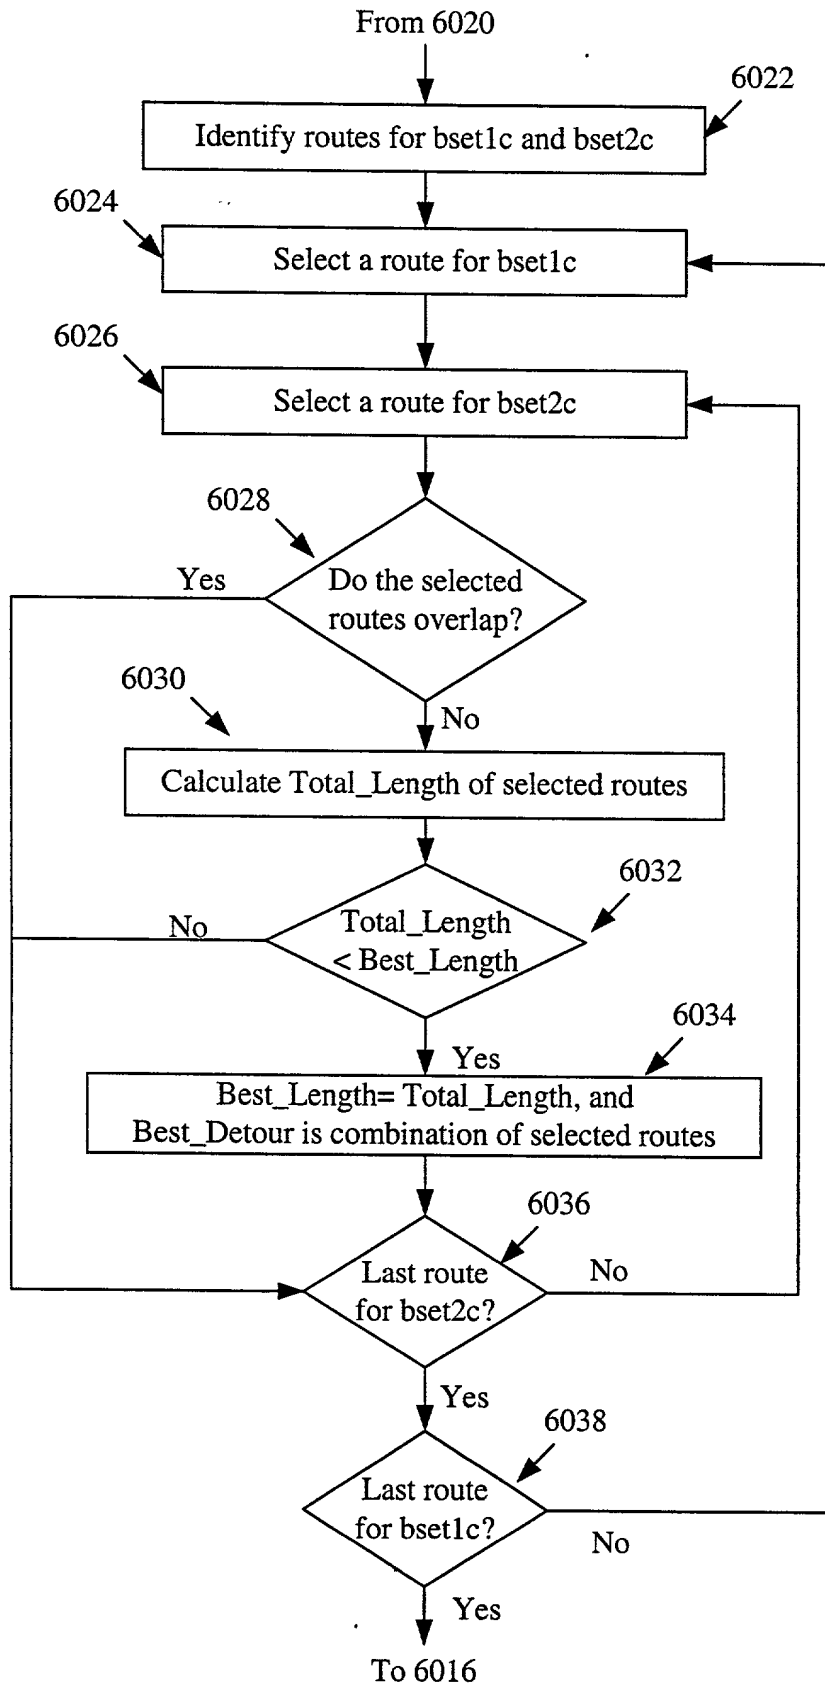 From 6020
6022
Identify routes for bset1c and bset2c
6024
Select a route for bset1c
6026
Select a route for bset2c
6028
Yes
Do the selected
routes overlap?
6030
No
Calculate Total_Length of selected routes
6032
No
Total_Length
< Best_Length
6034
Yes
Best_Length= Total_Length, and
Best_Detour is combination of selected routes
6036
Last route
for bset2c?
No
Yes
6038
Last route
for bset1c?
No
Yes
To 6016